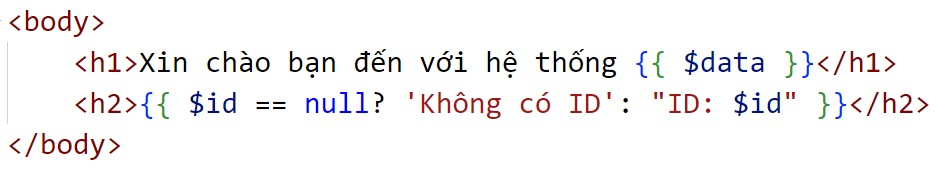 <body>
<h1>Xin chào bạn đến với hệ thống {{ $data }}</h1>
<h2>{{ $id == null? 'Không có ID': "ID: $id" }}</h2>
</body>